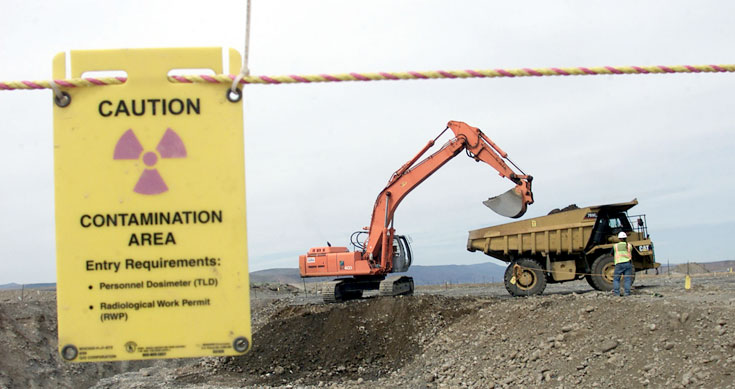 CAUTION
CONTAMINATION
AREA
Entry Requirements:
• Personnel Dosimeter (TLD)
• Radiological Work Permit
(RWP)
CAT